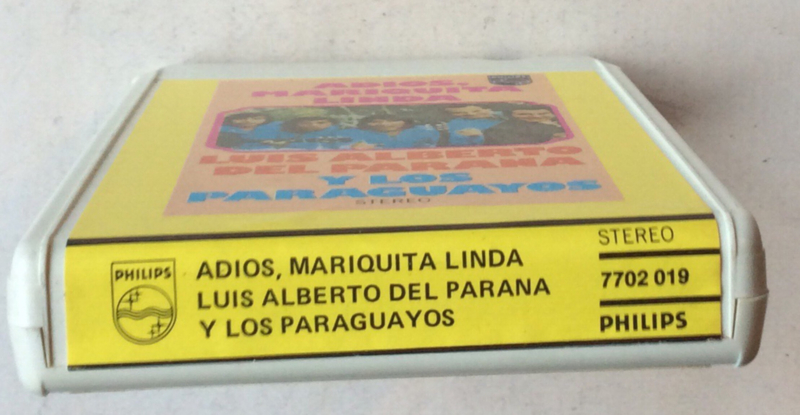 ADIOS,
MARIQUITA
LINDA
LUIS ALBERTO
DEL PARANA
Y LOS
PARAGUAYOS
STEREO
PHILIPS
ADIOS, MARIQUITA LINDA
LUIS ALBERTO DEL PARANA
Y LOS PARAGUAYOS
STEREO
7702 019
PHILIPS